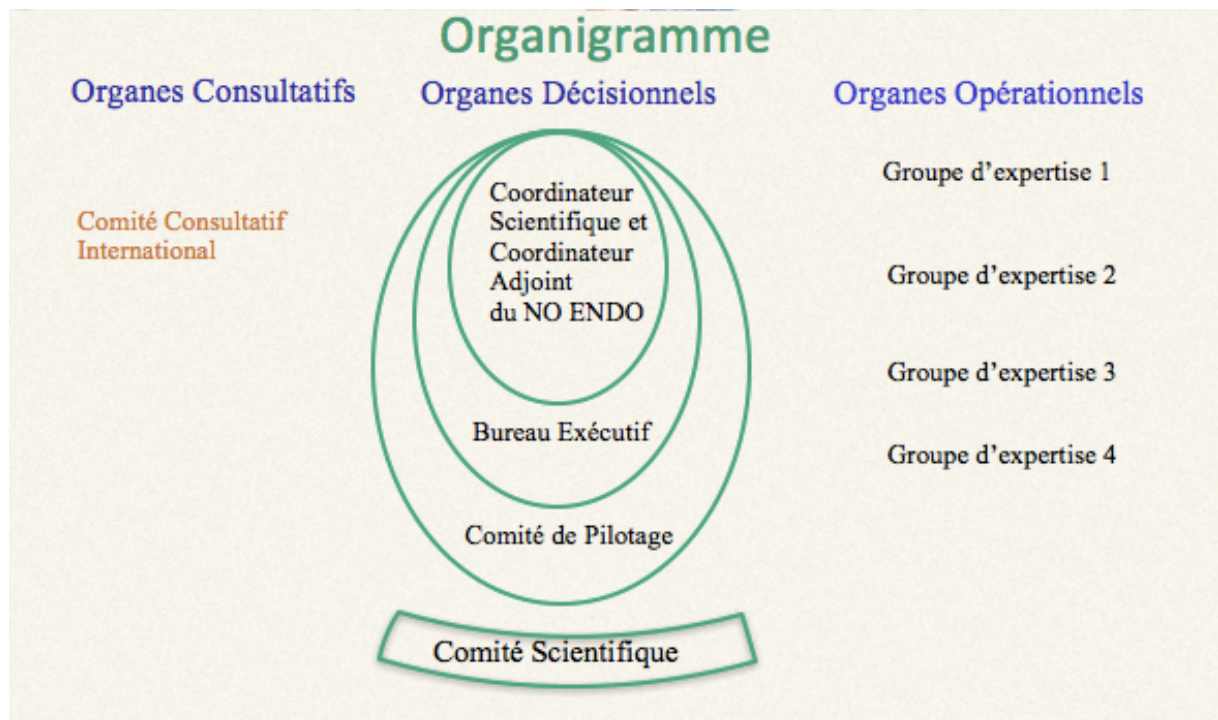 Organigramme
Organes Consultatifs
Organes Décisionnels
Organes Opérationnels
Comité Consultatif
International
Coordinateur
Scientifique et
Coordinateur
Adjoint
du NO ENDO
Bureau Exécutif
Comité de Pilotage
Comité Scientifique
Groupe d’expertise 1
Groupe d’expertise 2
Groupe d’expertise 3
Groupe d’expertise 4